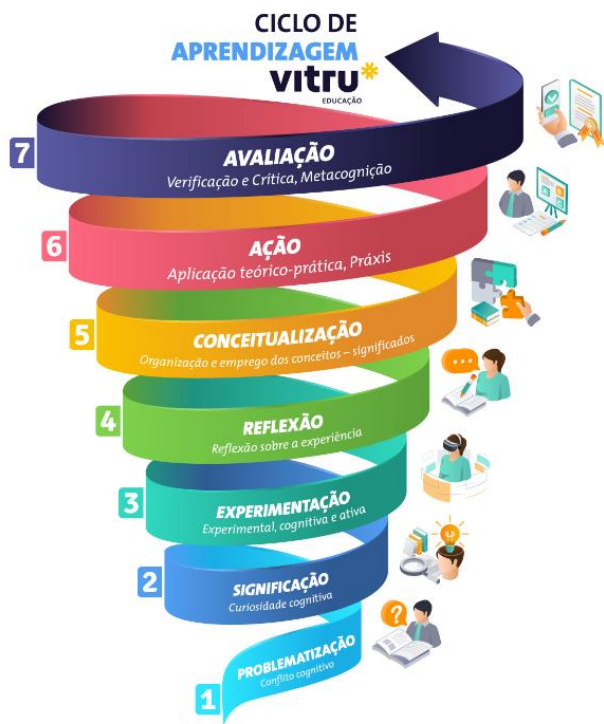 CICLO DE
APRENDIZAGEM
vitru
EDUCAÇÃO
7
AVALIAÇÃO
Verificação e Crítica, Metacognição
6
AÇÃO
Aplicação teórico-prática, Práxis
5
CONCEITUALIZAÇÃO
Organização e emprego dos conceitos – significados
4
REFLEXÃO
Reflexão sobre a experiência
3
EXPERIMENTAÇÃO
Experimental, cognitiva e ativa
2
SIGNIFICAÇÃO
Curiosidade cognitiva
PROBLEMATIZAÇÃO
Conflito cognitivo
1
?